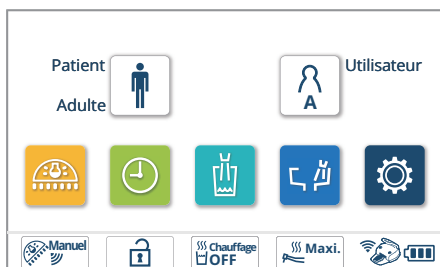 Patient
Utilisateur
Adulte
A
Manuel
Chauffage
OFF
Maxi.